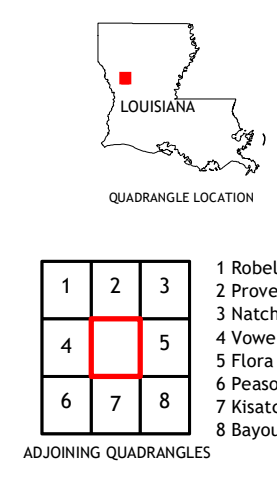 LOUISIANA
QUADRANGLE LOCATION
1 2 3
4 5
6 7 8
1 Robel
2 Prove
3 Natch
4 Vowe
5 Flora
6 Peaso
7 Kisatc
8 Bayou
ADJOINING QUADRANGLES